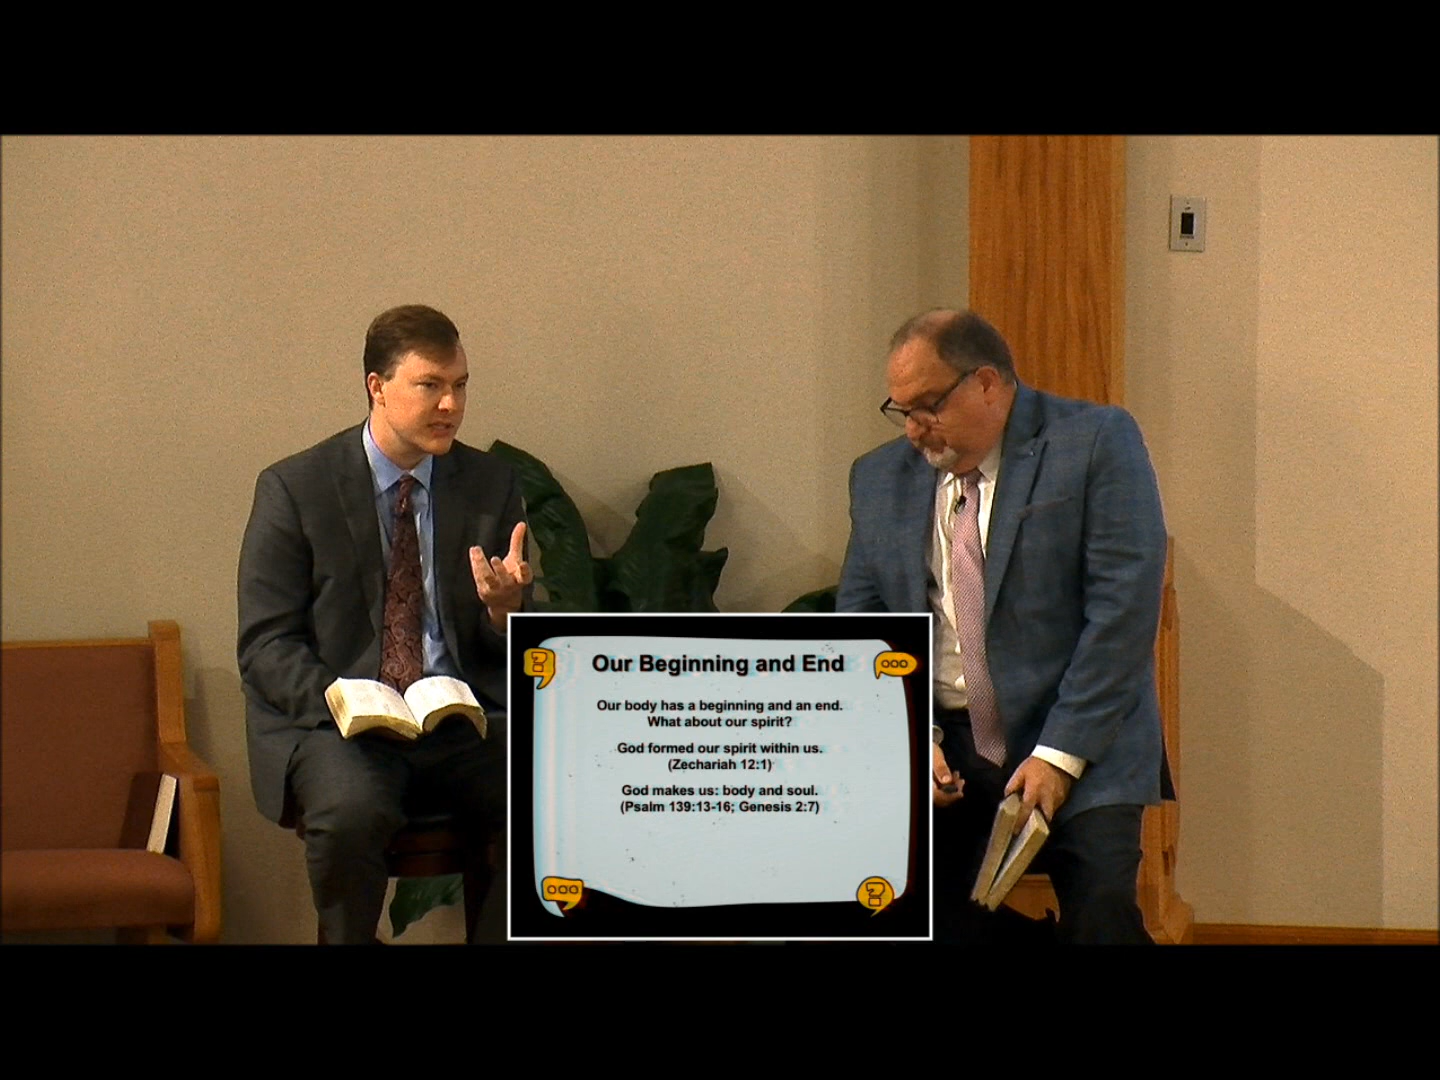 Our Beginning and End
Our body has a beginning and an end.
What about our spirit?
God formed our spirit within us.
(Zechariah 12:1)
God makes us: body and soul.
(Psalm 139:13-16; Genesis 2:7)